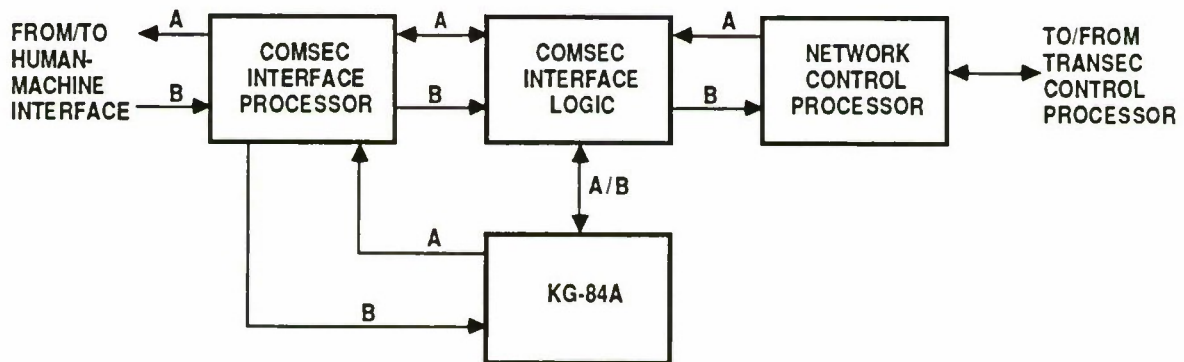 FROM/TO
HUMAN-
MACHINE
INTERFACE
A
B
COMSEC
INTERFACE
PROCESSOR
A
B
COMSEC
INTERFACE
LOGIC
A
B
NETWORK
CONTROL
PROCESSOR
TO/FROM
TRANSEC
CONTROL
PROCESSOR
A/B
A
B
KG-84A